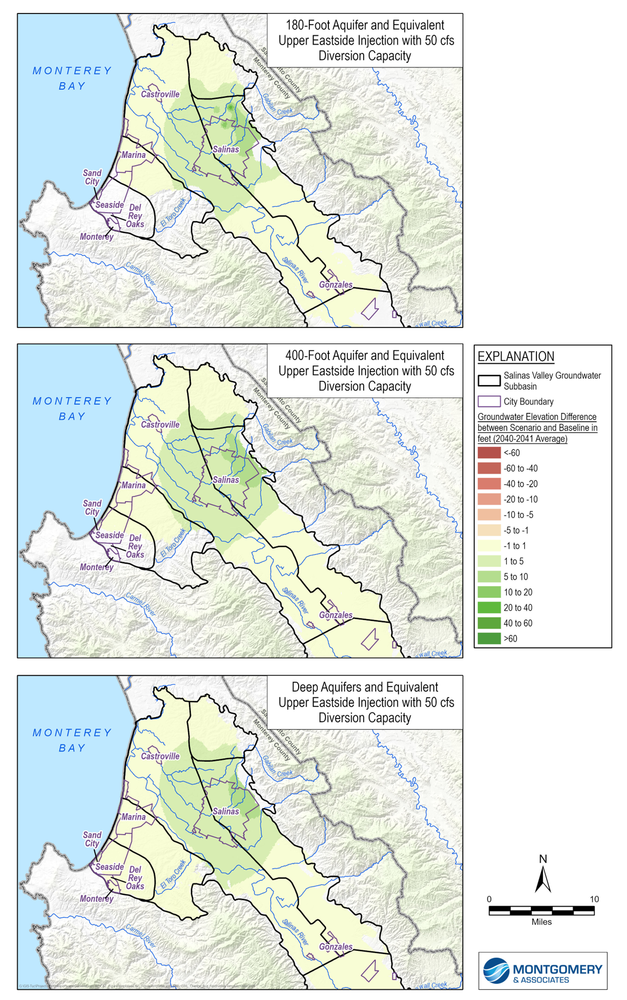 180-Foot Aquifer and Equivalent
Upper Eastside Injection with 50 cfs
Diversion Capacity
MONTEREY
BAY
Monterey County
Castroville
Gabilan Creek
Salinas
Marina
Sand
City
Seaside
Del
Rey
Oaks
El Toro Creek
Monterey
Carmel River
Salinas River
Gonzales
wall Creek
400-Foot Aquifer and Equivalent
Upper Eastside Injection with 50 cfs
Diversion Capacity
MONTEREY
BAY
Monterey County
Castroville
Gabilan Creek
Salinas
Marina
Sand
City
Seaside
Del
Rey
Oaks
El Toro Creek
Monterey
Carmel River
Salinas River
Gonzales
wall Creek
EXPLANATION
Salinas Valley Groundwater
Subbasin
City Boundary
Groundwater Elevation Difference
between Scenario and Baseline in
feet (2040-2041 Average)
<-60
-60 to -40
-40 to -20
-20 to -10
-10 to -5
-5 to -1
-1 to 1
1 to 5
5 to 10
10 to 20
20 to 40
40 to 60
>60
Deep Aquifers and Equivalent
Upper Eastside Injection with 50 cfs
Diversion Capacity
MONTEREY
BAY
Monterey County
Castroville
Gabilan Creek
Salinas
Marina
Sand
City
Seaside
Del
Rey
Oaks
El Toro Creek
Monterey
Carmel River
Salinas River
Gonzales
wall Creek
N
0 10
Miles
MONTGOMERY
& ASSOCIATES